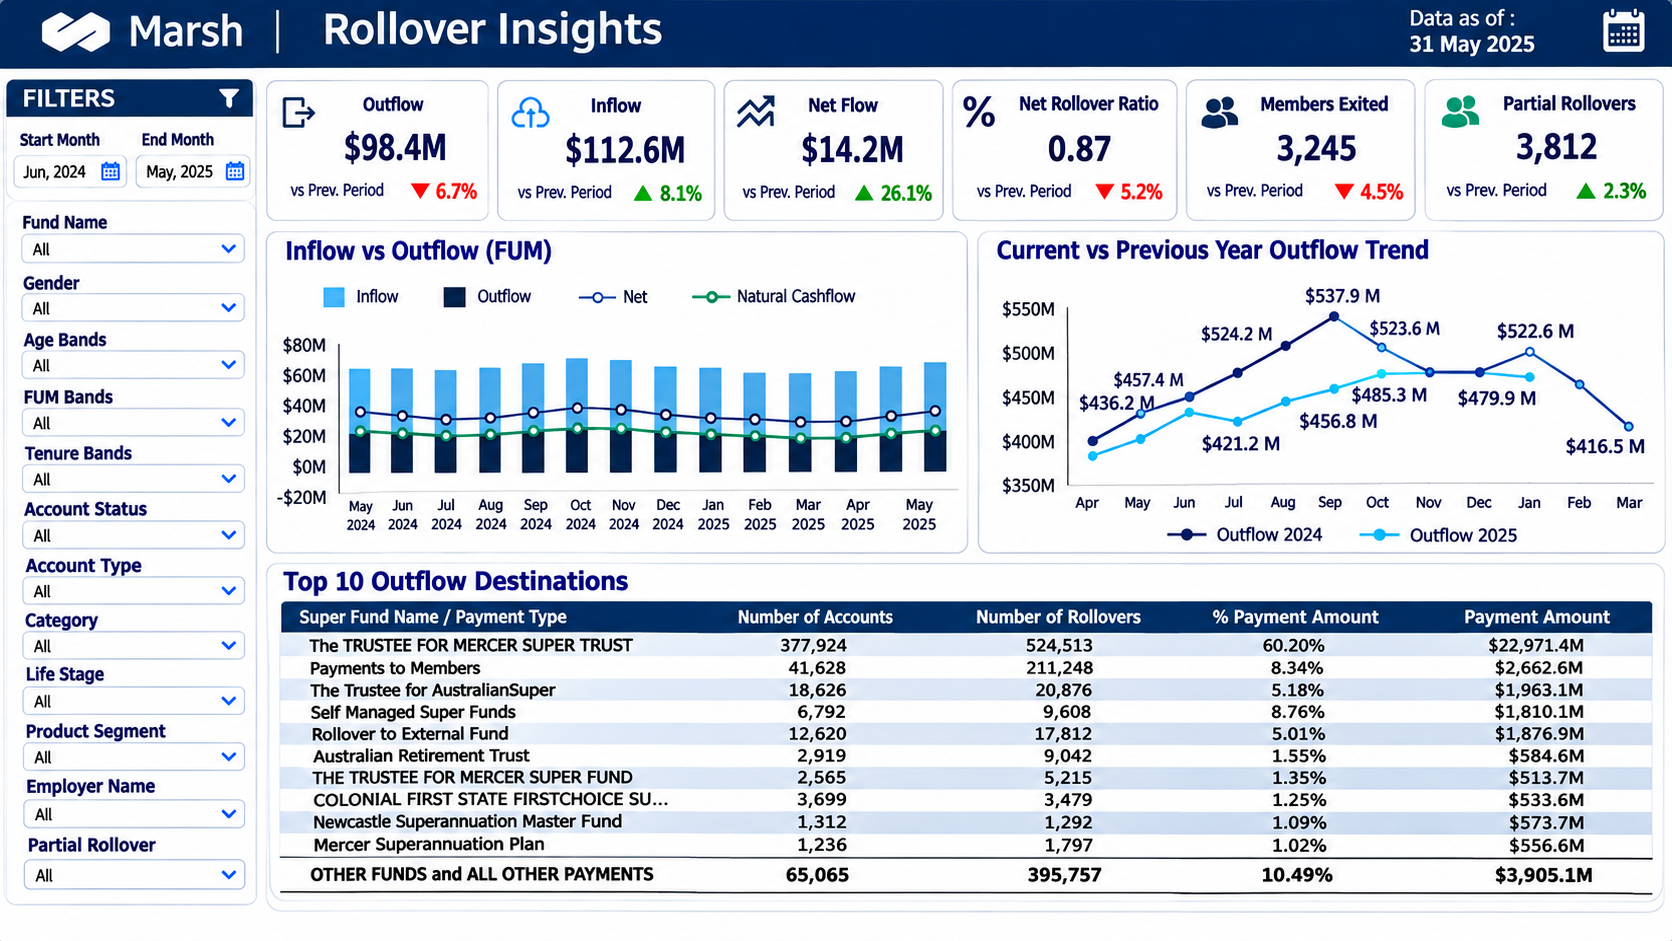 Marsh | Rollover Insights
Data as of :
31 May 2025
FILTERS
Start Month End Month
Jun, 2024 May, 2025
Fund Name
All
Gender
All
Age Bands
All
FUM Bands
All
Tenure Bands
All
Account Status
All
Account Type
All
Category
All
Life Stage
All
Product Segment
All
Employer Name
All
Partial Rollover
All
Outflow
$98.4M
vs Prev. Period ▼ 6.7%
Inflow
$112.6M
vs Prev. Period ▲ 8.1%
Net Flow
$14.2M
vs Prev. Period ▲ 26.1%
% Net Rollover Ratio
0.87
vs Prev. Period ▼ 5.2%
Members Exited
3,245
vs Prev. Period ▼ 4.5%
Partial Rollovers
3,812
vs Prev. Period ▲ 2.3%
Inflow vs Outflow (FUM)
Inflow Outflow Net Natural Cashflow
$80M
$60M
$40M
$20M
$0M
-$20M
May Jun Jul Aug Sep Oct Nov Dec Jan Feb Mar Apr May
2024 2024 2024 2024 2024 2024 2024 2024 2025 2025 2025 2025 2025
Current vs Previous Year Outflow Trend
$550M
$500M
$450M
$400M
$350M
$537.9 M
$524.2 M
$523.6 M
$522.6 M
$457.4 M
$436.2 M
$485.3 M
$479.9 M
$456.8 M
$421.2 M
$416.5 M
Apr May Jun Jul Aug Sep Oct Nov Dec Jan Feb Mar
Outflow 2024 Outflow 2025
Top 10 Outflow Destinations
Super Fund Name / Payment Type Number of Accounts Number of Rollovers % Payment Amount Payment Amount
The TRUSTEE FOR MERCER SUPER TRUST 377,924 524,513 60.20% $22,971.4M
Payments to Members 41,628 211,248 8.34% $2,662.6M
The Trustee for AustralianSuper 18,626 20,876 5.18% $1,963.1M
Self Managed Super Funds 6,792 9,608 8.76% $1,810.1M
Rollover to External Fund 12,620 17,812 5.01% $1,876.9M
Australian Retirement Trust 2,919 9,042 1.55% $584.6M
THE TRUSTEE FOR MERCER SUPER FUND 2,565 5,215 1.35% $513.7M
COLONIAL FIRST STATE FIRSTCHOICE SU... 3,699 3,479 1.25% $533.6M
Newcastle Superannuation Master Fund 1,312 1,292 1.09% $573.7M
Mercer Superannuation Plan 1,236 1,797 1.02% $556.6M
OTHER FUNDS and ALL OTHER PAYMENTS 65,065 395,757 10.49% $3,905.1M